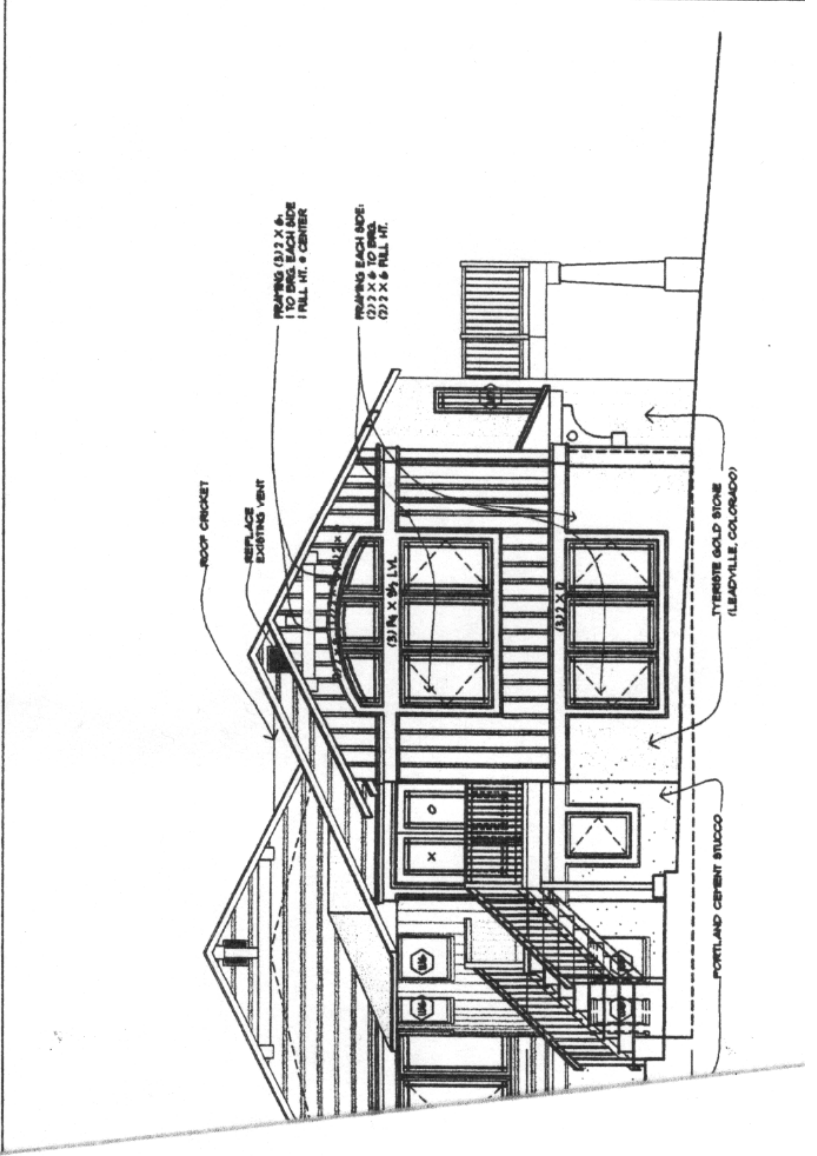 ROOF CRICKET
REPLACE
EXISTING VENT
FRAMING (3) 2 X 6:
1 TO BRG. EACH SIDE
1 FULL HT. @ CENTER
FRAMING EACH SIDE:
(2) 2 X 6 TO BRG.
(2) 2 X 6 FULL HT.
2 X
(3) 1¾ X 9½ LVL
(3) 2 X 12
X
O
PORTLAND CEMENT STUCCO
TYERISTE GOLD STONE
(LEADVILLE, COLORADO)